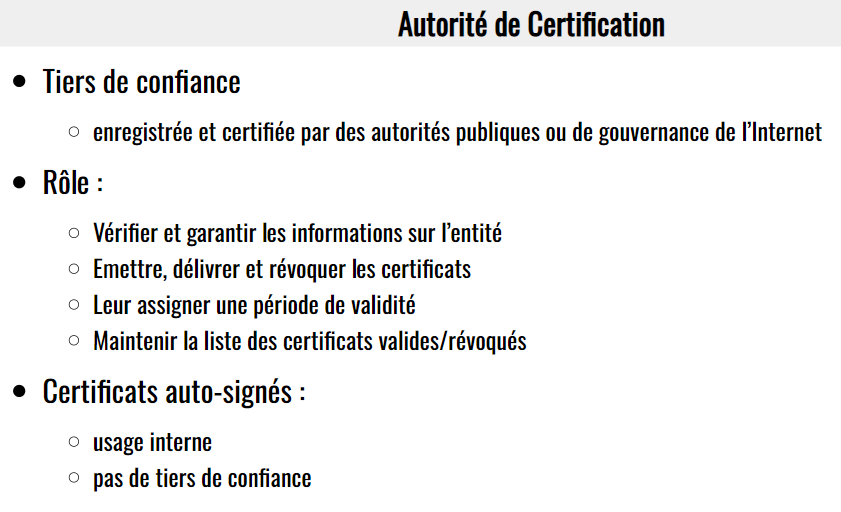 Autorité de Certification
Tiers de confiance
enregistrée et certifiée par des autorités publiques ou de gouvernance de l'Internet
Rôle :
Vérifier et garantir les informations sur l'entité
Emettre, délivrer et révoquer les certificats
Leur assigner une période de validité
Maintenir la liste des certificats valides/révoqués
Certificats auto-signés :
usage interne
pas de tiers de confiance